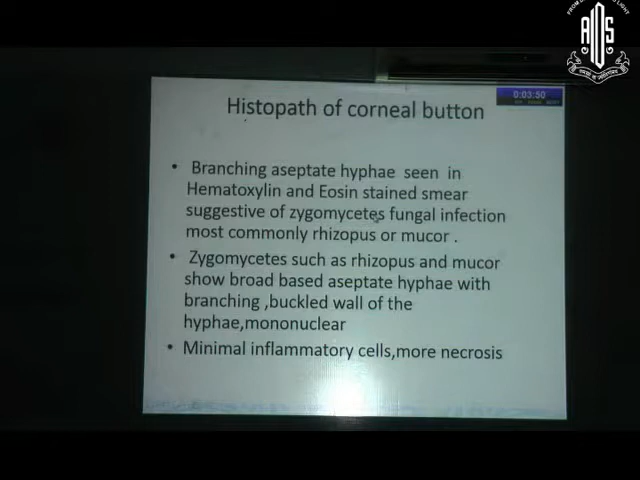 AIOS
0:03:50
Histopath of corneal button
• Branching aseptate hyphae seen in
Hematoxylin and Eosin stained smear
suggestive of zygomycetes fungal infection
most commonly rhizopus or mucor .
• Zygomycetes such as rhizopus and mucor
show broad based aseptate hyphae with
branching ,buckled wall of the
hyphae,mononuclear
• Minimal inflammatory cells,more necrosis